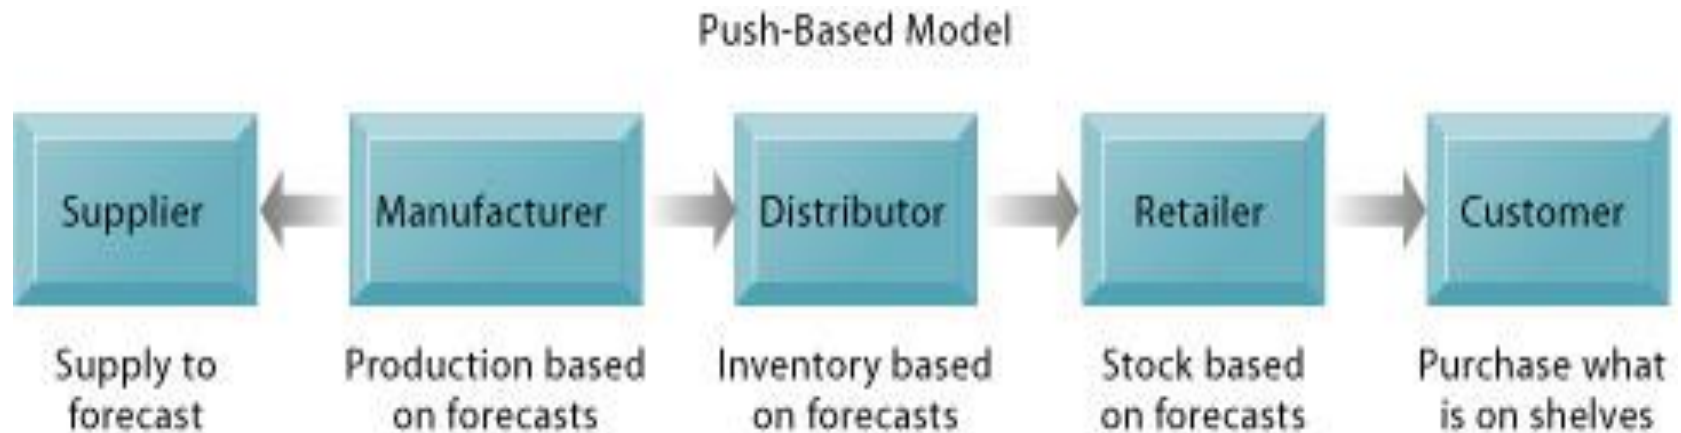 Push-Based Model
Supplier
Manufacturer
Distributor
Retailer
Customer
Supply to
forecast
Production based
on forecasts
Inventory based
on forecasts
Stock based
on forecasts
Purchase what
is on shelves